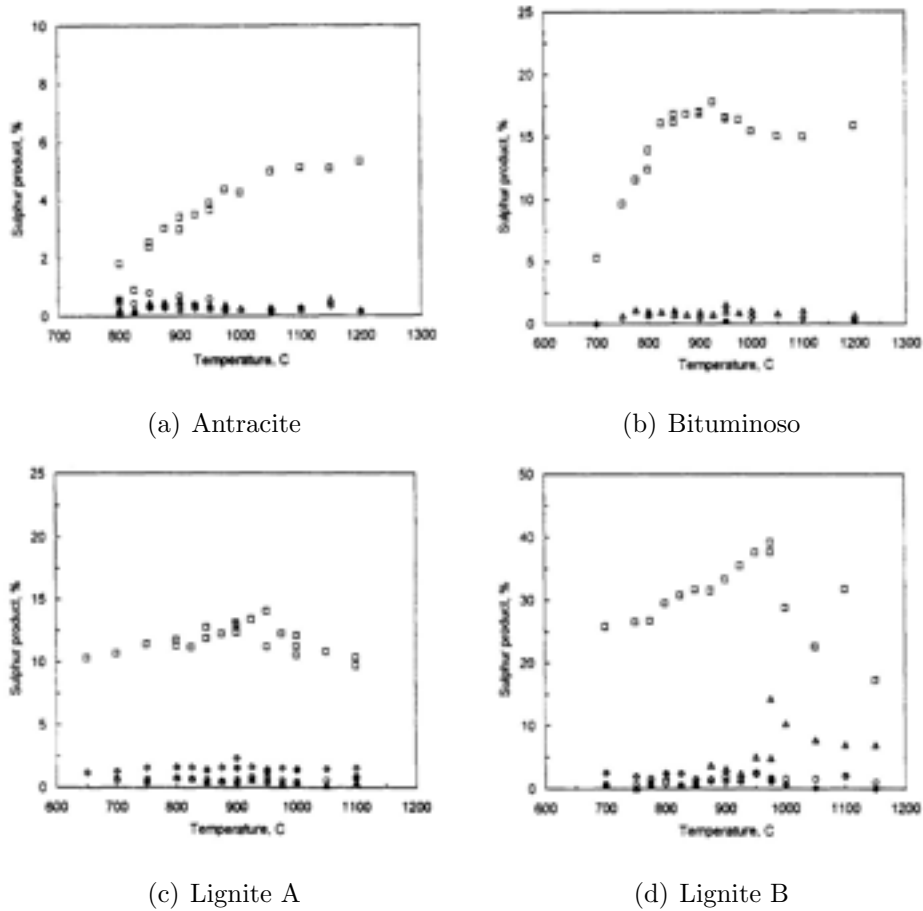 10
8
6
4
2
0
700 800 900 1000 1100 1200 1300
Sulphur product, %
Temperature, C
(a) Antracite
25
20
15
10
5
0
600 700 800 900 1000 1100 1200 1300
Sulphur product, %
Temperature, C
(b) Bituminoso
25
20
15
10
5
0
600 700 800 900 1000 1100 1200
Sulphur product, %
Temperature, C
(c) Lignite A
50
40
30
20
10
0
600 700 800 900 1000 1100 1200
Sulphur product, %
Temperature, C
(d) Lignite B